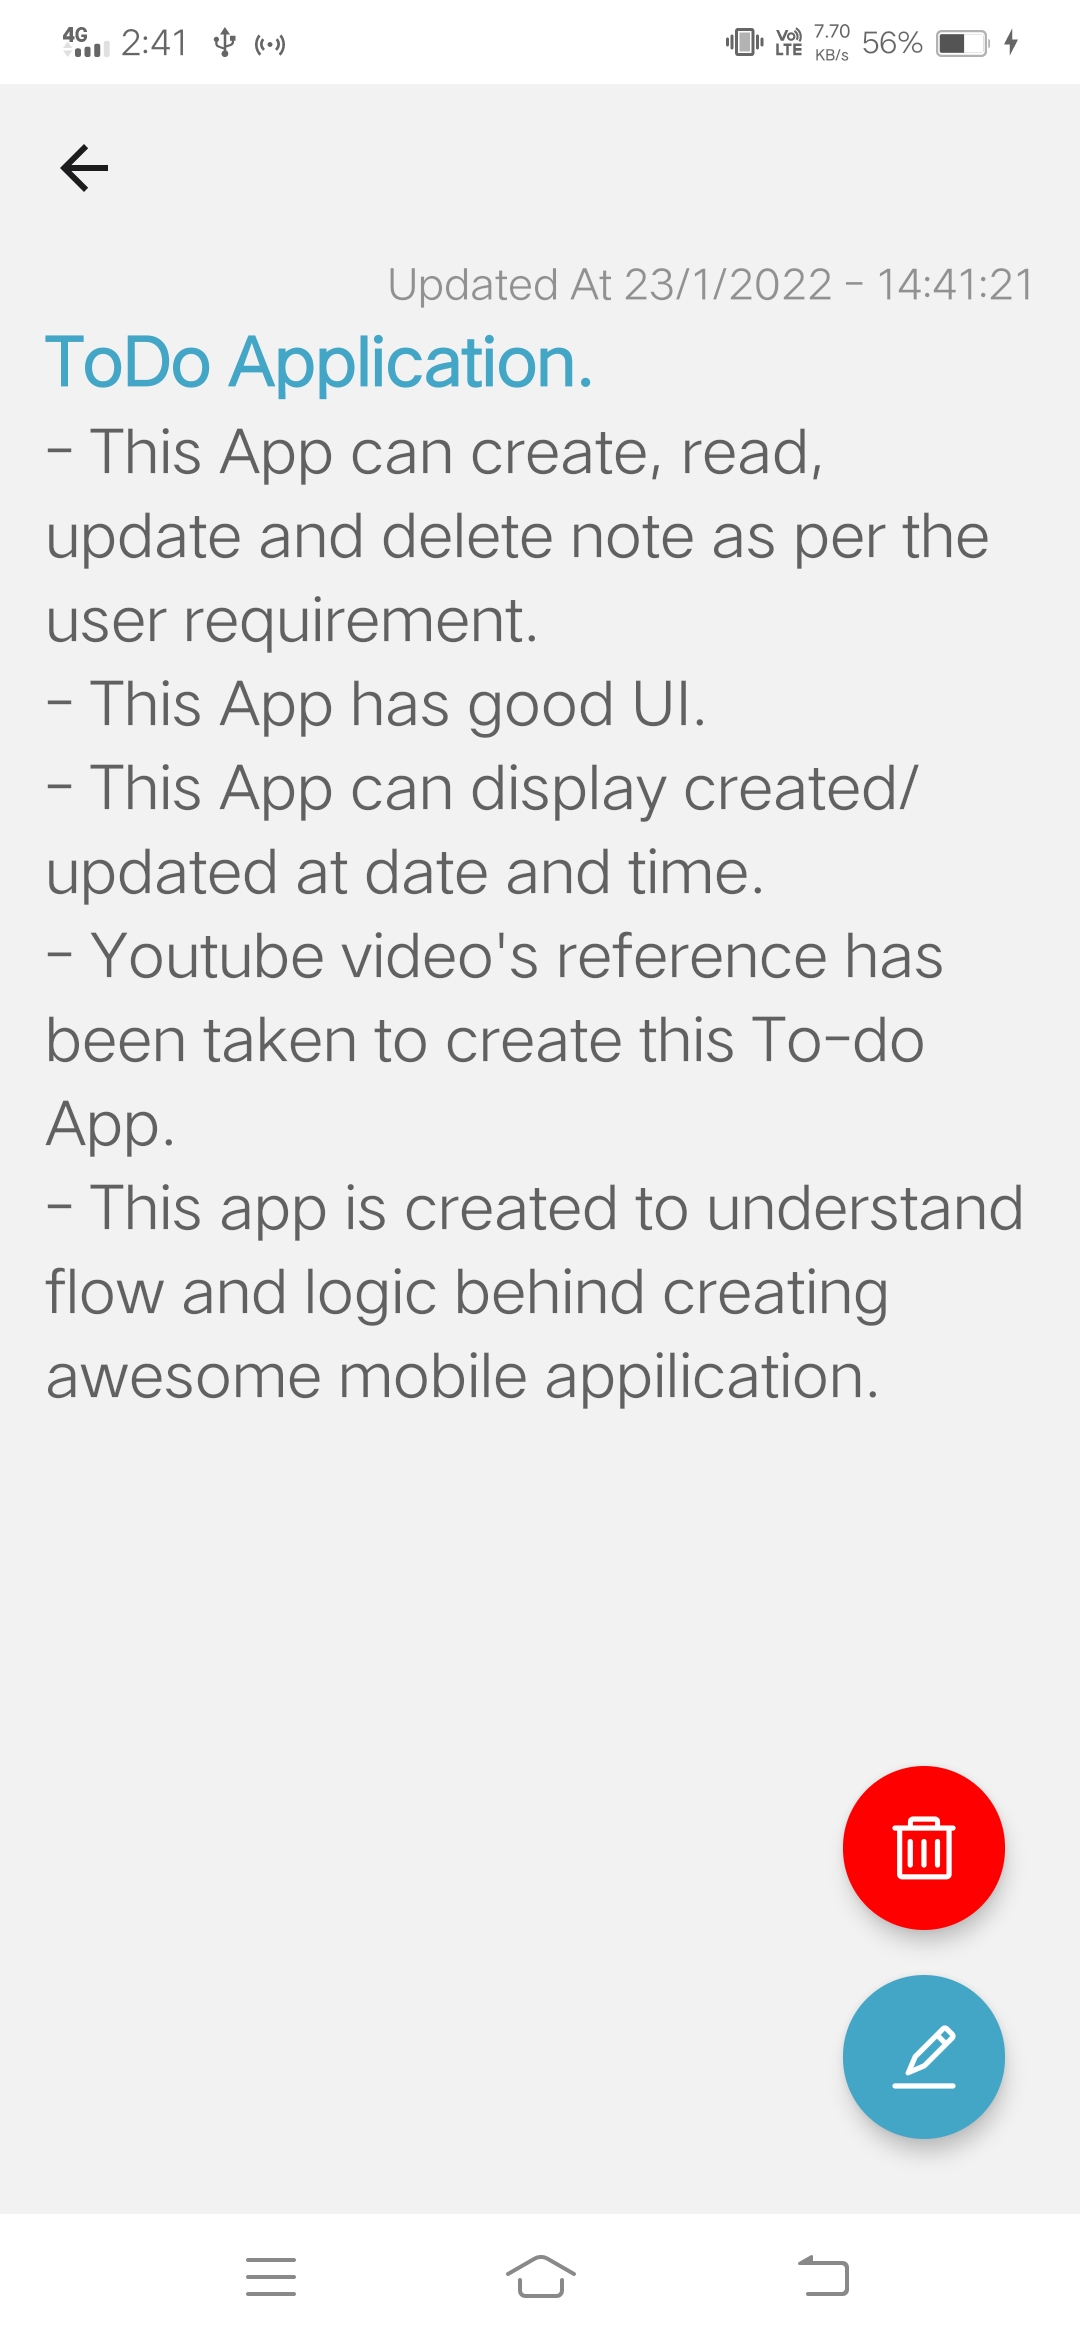 4G 2:41 Vo) LTE 7.70 KB/s 56%
Updated At 23/1/2022 - 14:41:21
ToDo Application.
- This App can create, read,
update and delete note as per the
user requirement.
- This App has good UI.
- This App can display created/
updated at date and time.
- Youtube video's reference has
been taken to create this To-do
App.
- This app is created to understand
flow and logic behind creating
awesome mobile appilication.